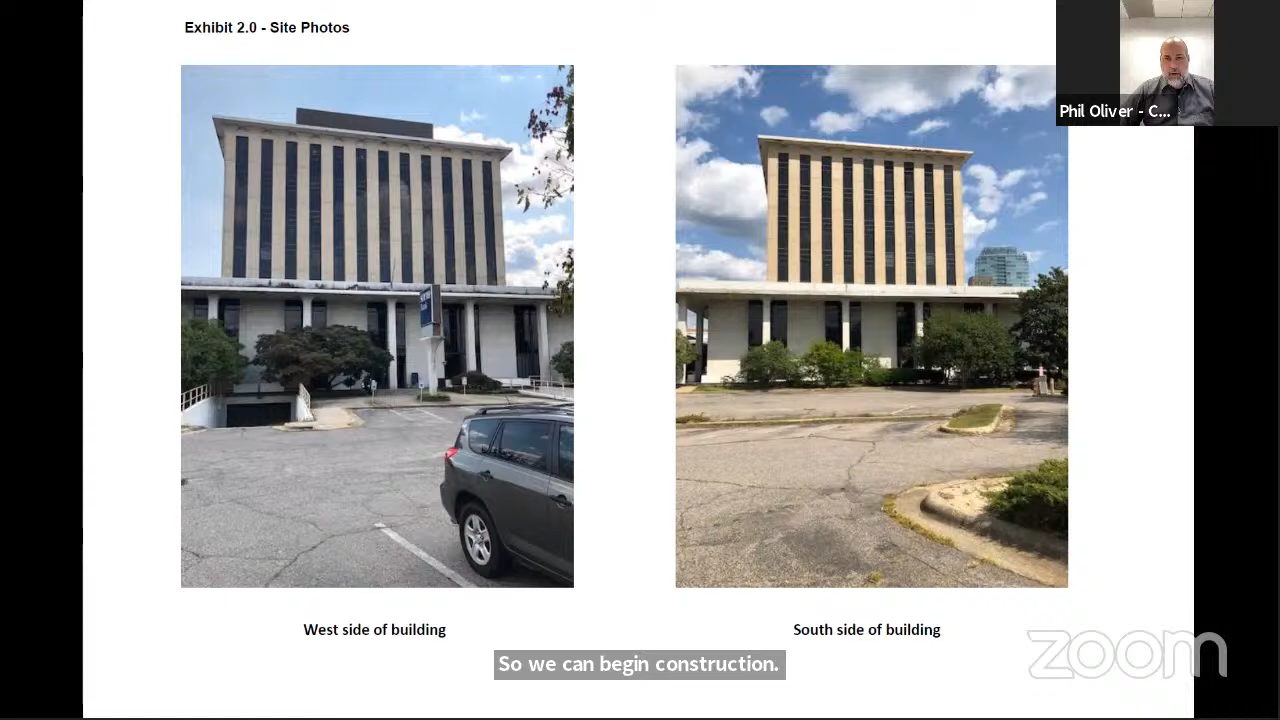 Exhibit 2.0 - Site Photos
Phil Oliver - C...
West side of building
South side of building
So we can begin construction.
zoom